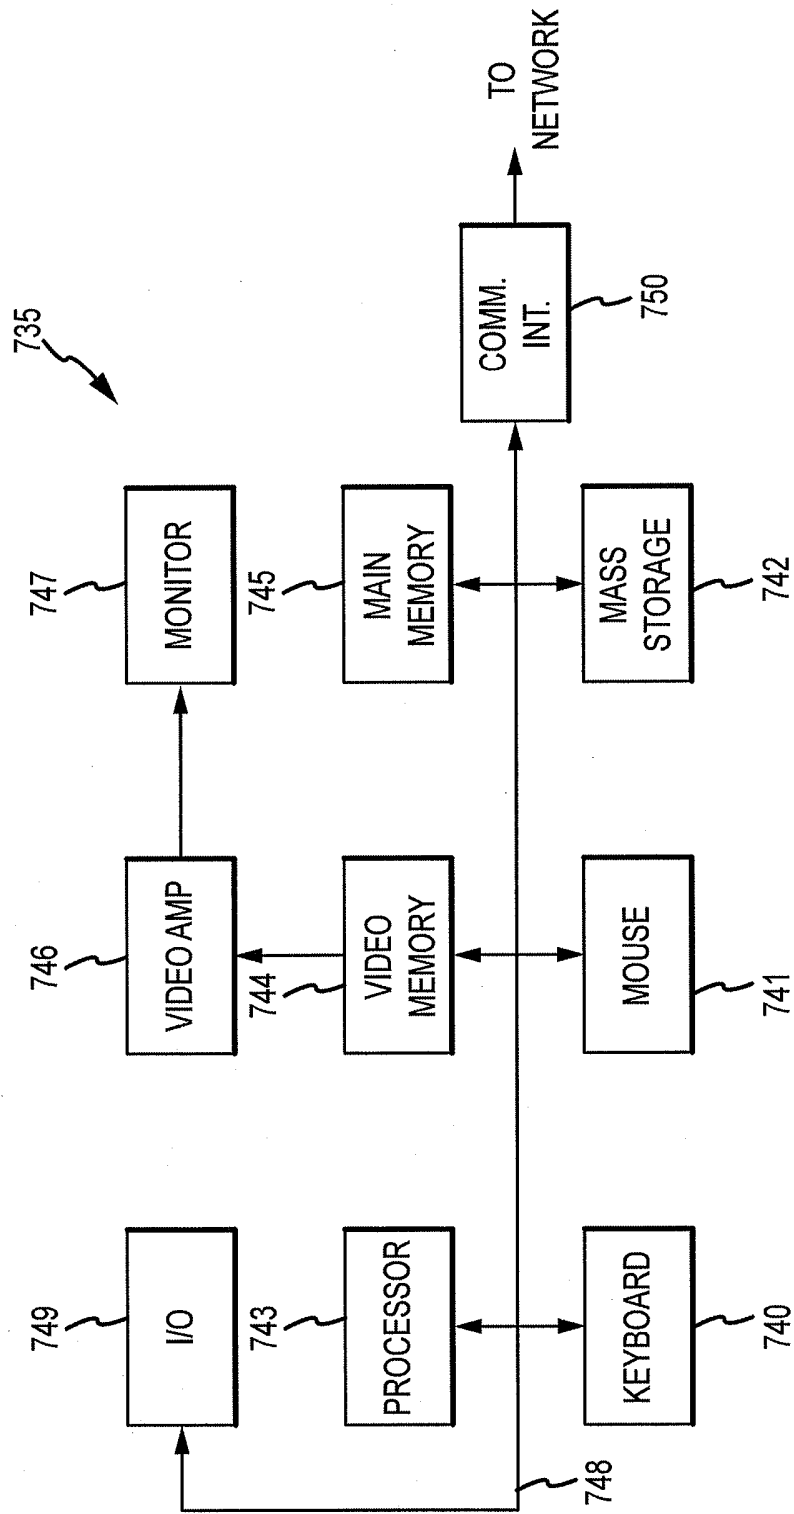 735
749
I/O
746
VIDEO AMP
747
MONITOR
743
PROCESSOR
744
VIDEO
MEMORY
745
MAIN
MEMORY
748
740
KEYBOARD
741
MOUSE
742
MASS
STORAGE
COMM.
INT.
750
TO
NETWORK